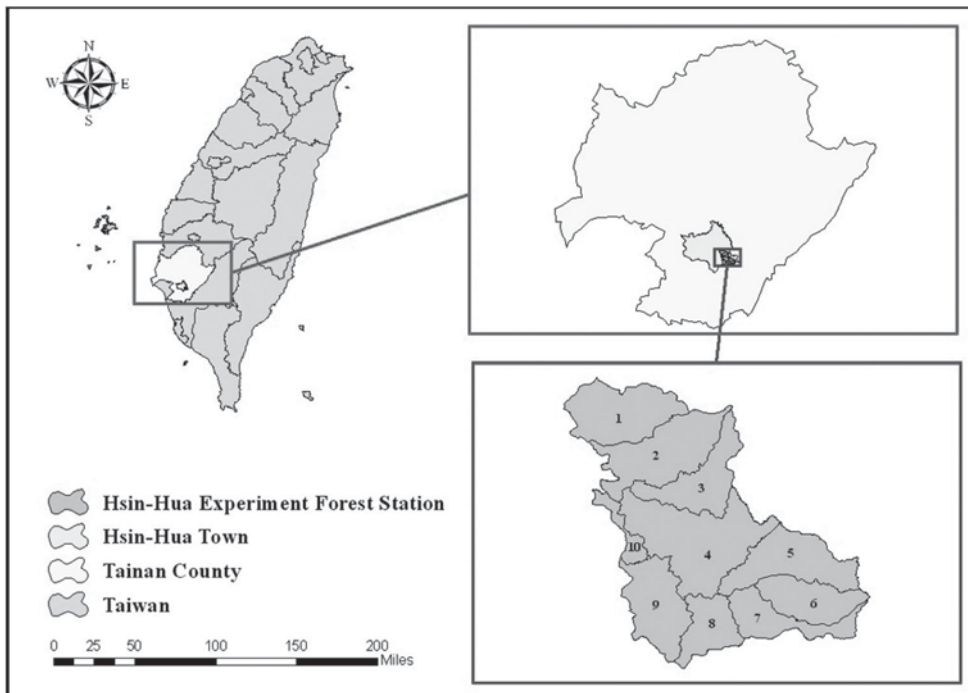 N
W E
S
1
2
3
4
5
6
7
8
9
10
Hsin-Hua Experiment Forest Station
Hsin-Hua Town
Tainan County
Taiwan
0 25 50 100 150 200
Miles